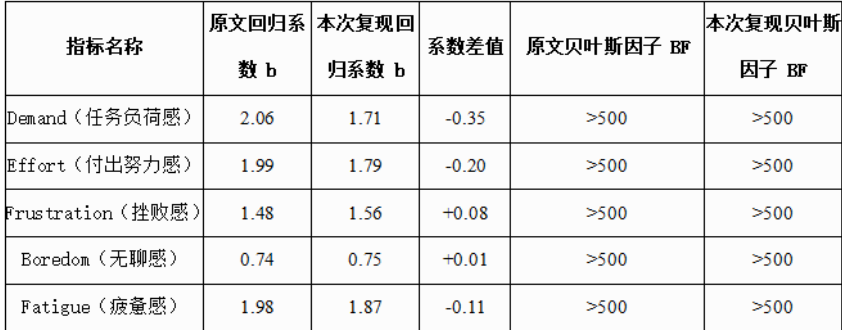 指标名称 原文回归系数 b 本次复现回归系数 b 系数差值 原文贝叶斯因子 BF 本次复现贝叶斯因子 BF
Demand（任务负荷感） 2.06 1.71 -0.35 >500 >500
Effort（付出努力感） 1.99 1.79 -0.20 >500 >500
Frustration（挫败感） 1.48 1.56 +0.08 >500 >500
Boredom（无聊感） 0.74 0.75 +0.01 >500 >500
Fatigue（疲惫感） 1.98 1.87 -0.11 >500 >500